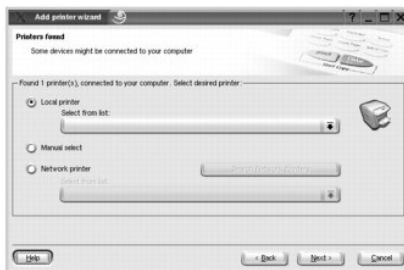 Add printer wizard
Printers found
Some devices might be connected to your computer
Found 1 printer(s), connected to your computer. Select desired printer:
Local printer
Select from list:
Manual select
Network printer
Select from list:
Help
< Back
Next >
Cancel